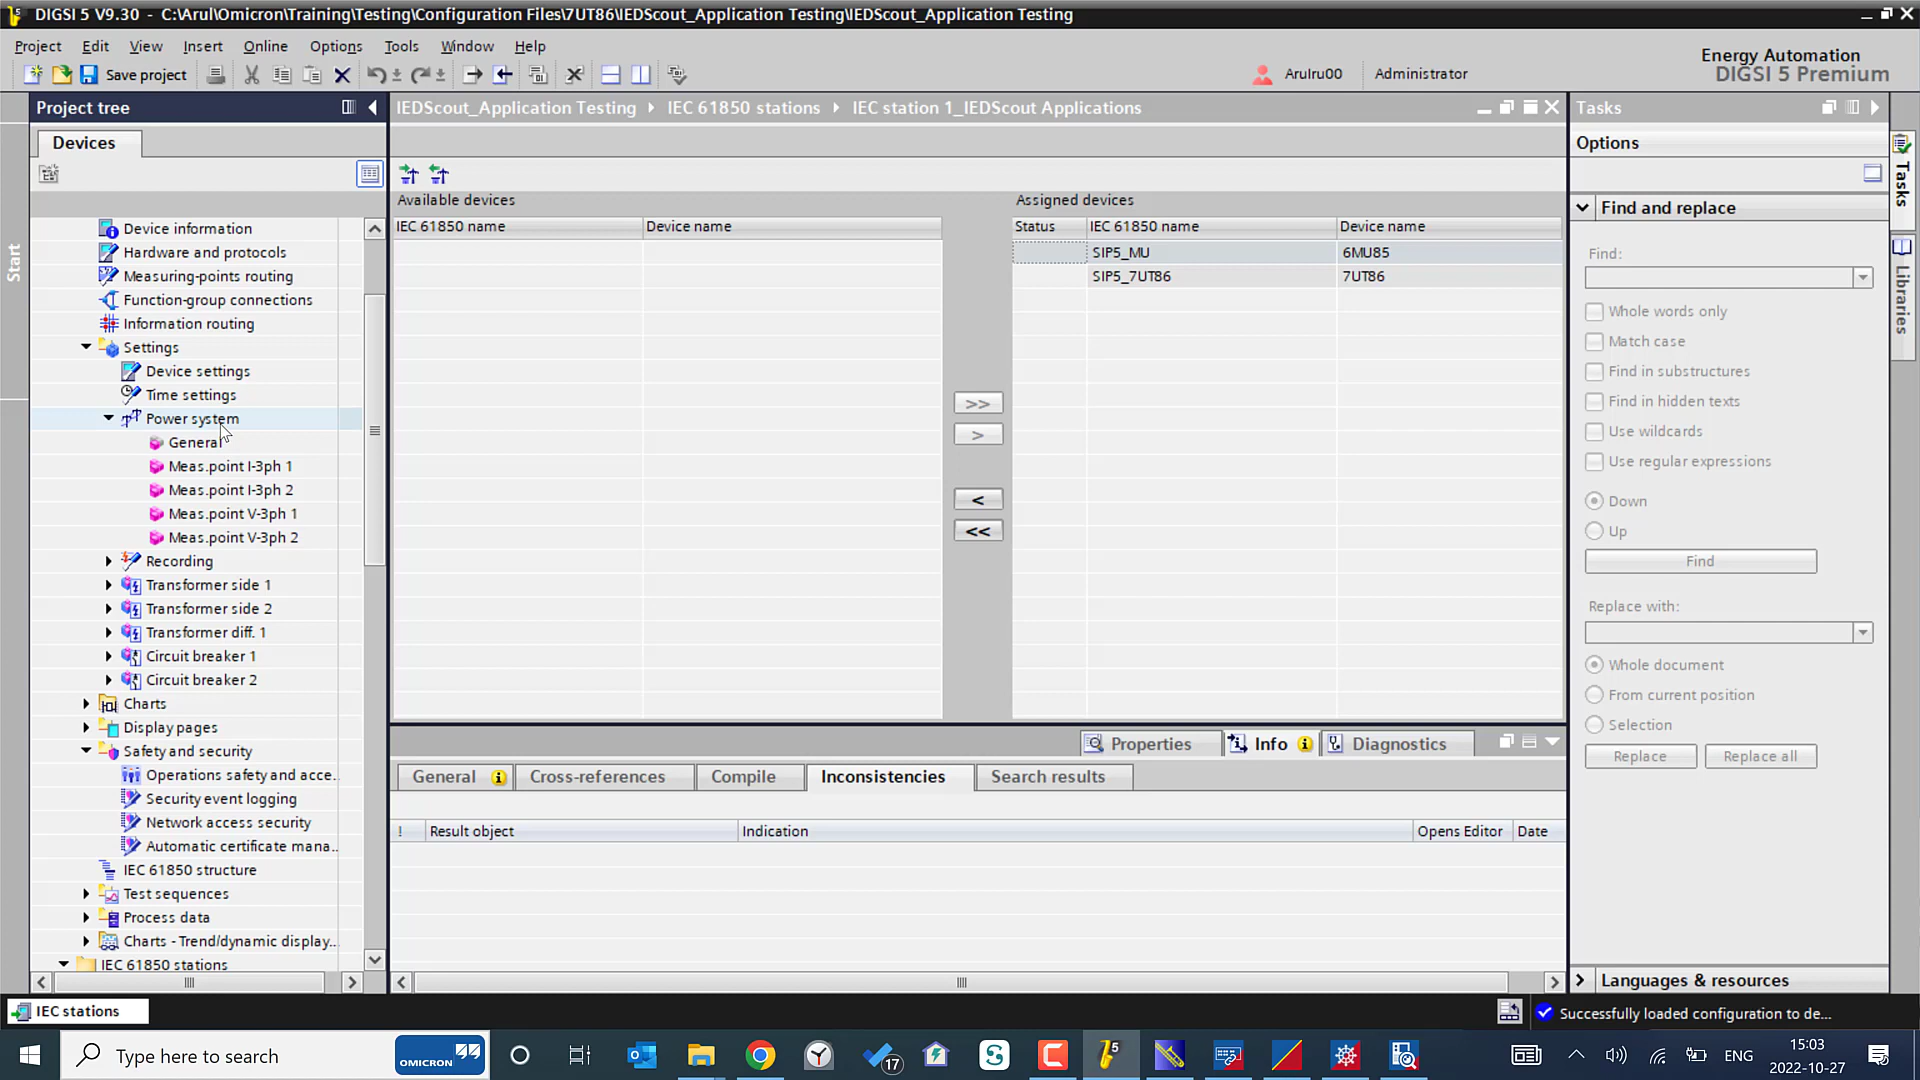 DIGSI 5 V9.30 - C:\Arul\Omicron\Training\Testing\Configuration Files\7UT86\IEDScout_Application Testing\IEDScout_Application Testing
Project Edit View Insert Online Options Tools Window Help
Energy Automation
DIGSI 5 Premium
Save project
ArulIru00
Administrator
Project tree
IEDScout_Application Testing
IEC 61850 stations
IEC station 1_IEDScout Applications
Tasks
Devices
Options
Start
Available devices
Assigned devices
IEC 61850 name
Device name
Status
IEC 61850 name
Device name
SIP5_MU
6MU85
SIP5_7UT86
7UT86
>>
>
<
<<
Device information
Hardware and protocols
Measuring-points routing
Function-group connections
Information routing
Settings
Device settings
Time settings
Power system
General
Meas.point I-3ph 1
Meas.point I-3ph 2
Meas.point V-3ph 1
Meas.point V-3ph 2
Recording
Transformer side 1
Transformer side 2
Transformer diff. 1
Circuit breaker 1
Circuit breaker 2
Charts
Display pages
Safety and security
Operations safety and acce..
Security event logging
Network access security
Automatic certificate mana..
IEC 61850 structure
Test sequences
Process data
Charts - Trend/dynamic display...
IEC 61850 stations
Properties
Info
Diagnostics
General
Cross-references
Compile
Inconsistencies
Search results
!
Result object
Indication
Opens Editor
Date
Find and replace
Find:
Whole words only
Match case
Find in substructures
Find in hidden texts
Use wildcards
Use regular expressions
Down
Up
Find
Replace with:
Whole document
From current position
Selection
Replace
Replace all
Languages & resources
Tasks
Libraries
IEC stations
Successfully loaded configuration to de...
Type here to search
OMICRON
17
5
ENG
15:03
2022-10-27